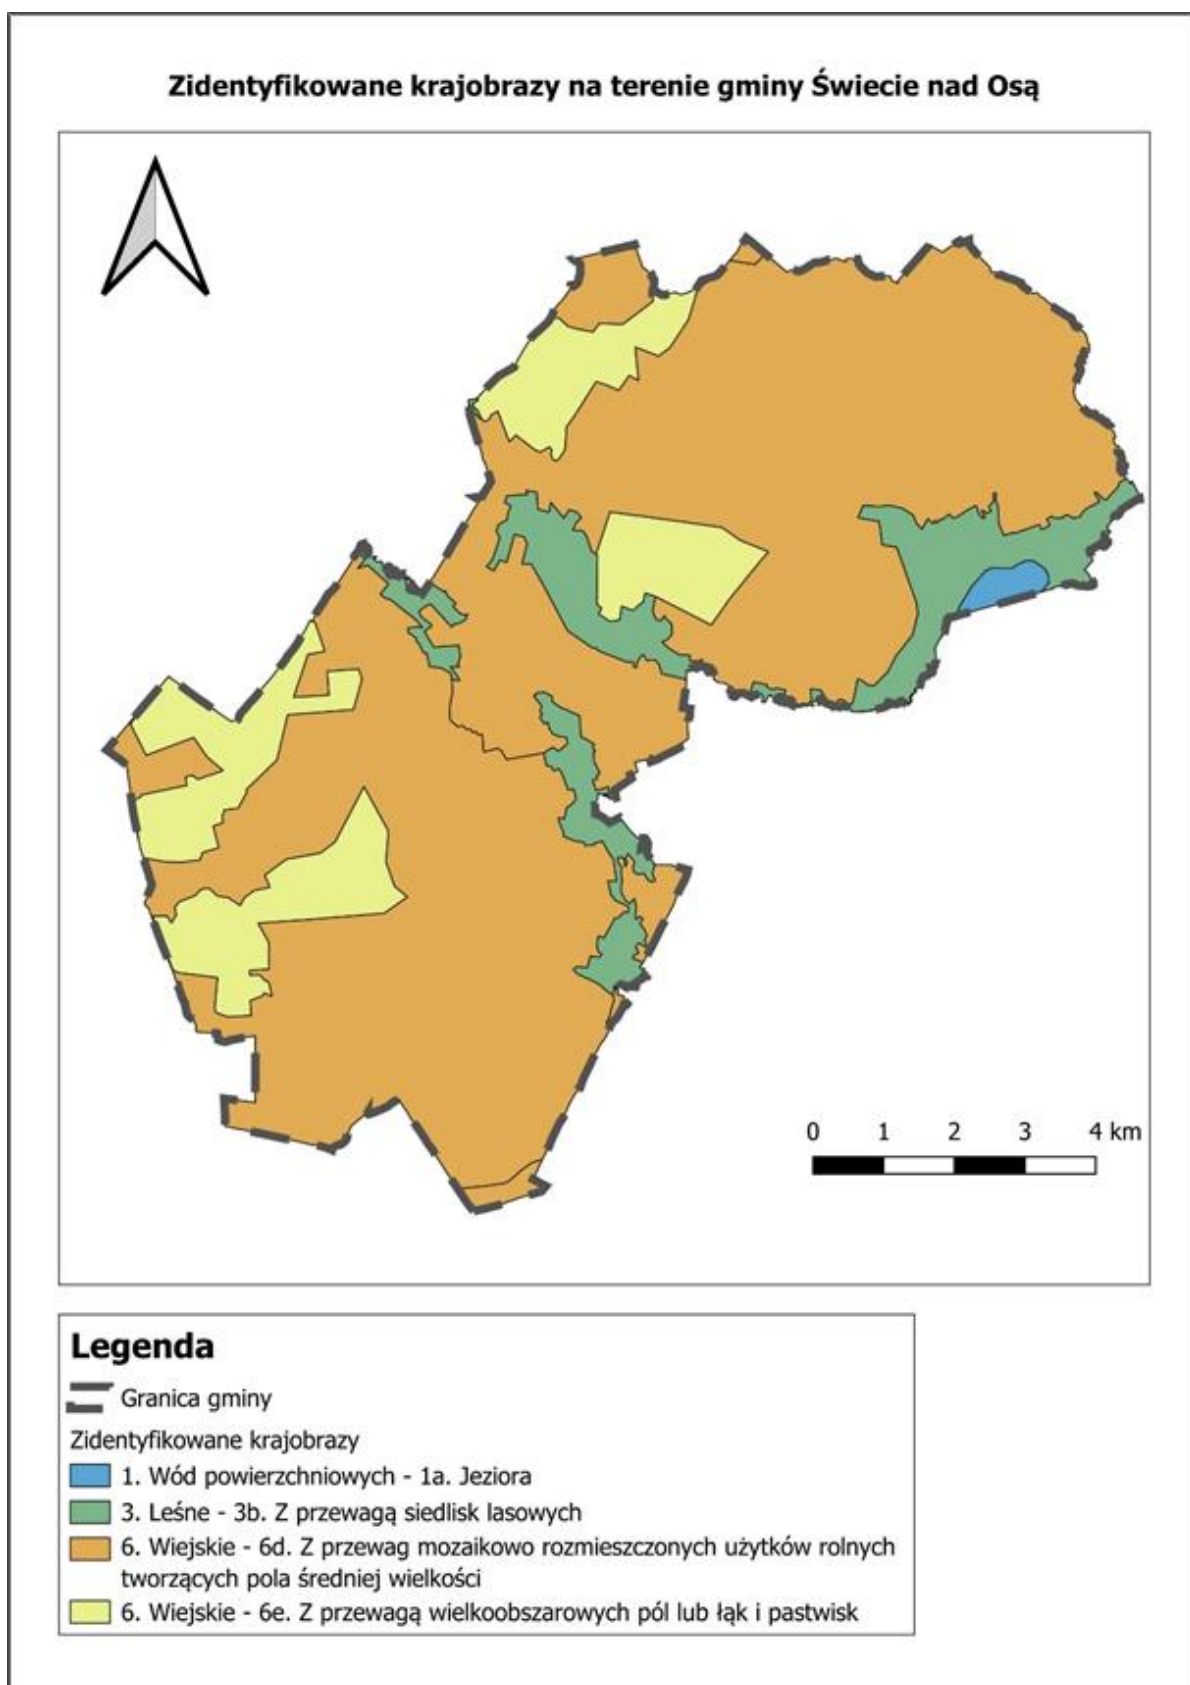 Zidentyfikowane krajobrazy na terenie gminy Świecie nad Osą
0 1 2 3 4 km
Legenda
Granica gminy
Zidentyfikowane krajobrazy
1. Wód powierzchniowych - 1a. Jeziora
3. Leśne - 3b. Z przewagą siedlisk lasowych
6. Wiejskie - 6d. Z przewag mozaikowo rozmieszczonych użytków rolnych
tworzących pola średniej wielkości
6. Wiejskie - 6e. Z przewagą wielkoobszarowych pól lub łąk i pastwisk